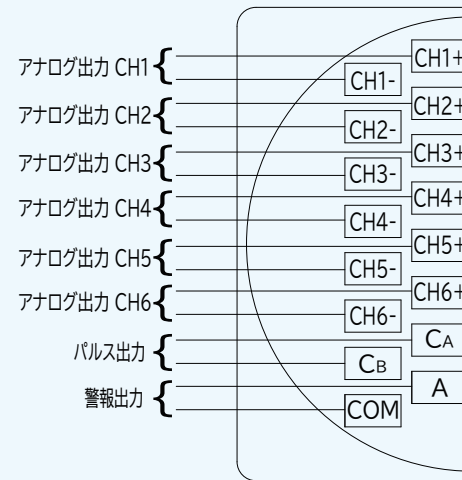 アナログ出力 CH1
CH1+
CH1-
アナログ出力 CH2
CH2+
CH2-
アナログ出力 CH3
CH3+
CH3-
アナログ出力 CH4
CH4+
CH4-
アナログ出力 CH5
CH5+
CH5-
アナログ出力 CH6
CH6+
CH6-
パルス出力
CA
CB
警報出力
A
COM